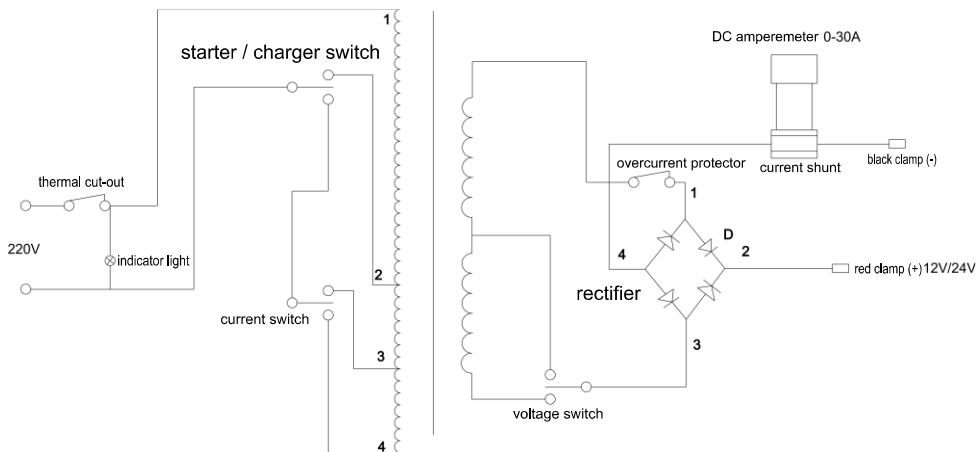 1
starter / charger switch
DC amperemeter 0-30A
thermal cut-out
overcurrent protector
current shunt
black clamp (-)
1
220V
indicator light
D
4
2
red clamp (+) 12V/24V
2
rectifier
current switch
3
3
voltage switch
4